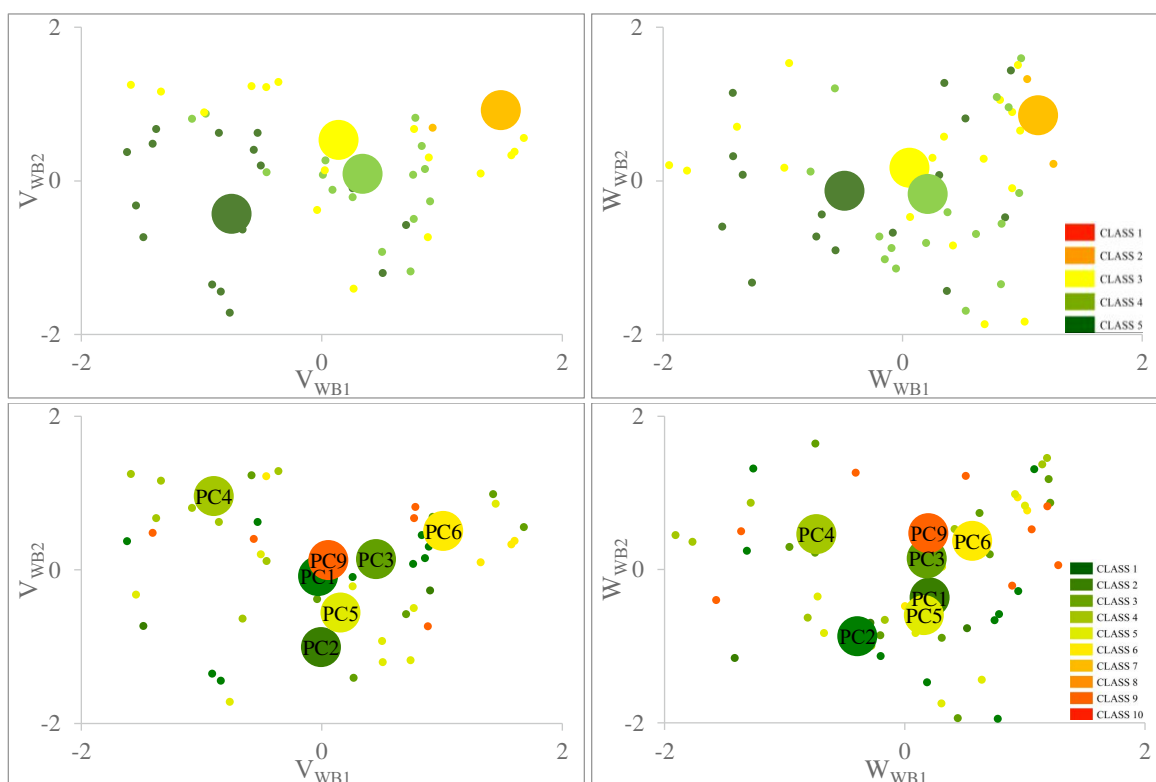 2
V_WB2
0
-2
-2
0
2
V_WB1
2
W_WB2
0
-2
-2
0
2
W_WB1
CLASS 1
CLASS 2
CLASS 3
CLASS 4
CLASS 5
2
V_WB2
0
-2
-2
0
2
V_WB1
PC4
PC6
PC9
PC3
PC1
PC5
PC2
2
W_WB2
0
-2
-2
0
2
W_WB1
PC4
PC9
PC6
PC3
PC1
PC5
PC2
CLASS 1
CLASS 2
CLASS 3
CLASS 4
CLASS 5
CLASS 6
CLASS 7
CLASS 8
CLASS 9
CLASS 10